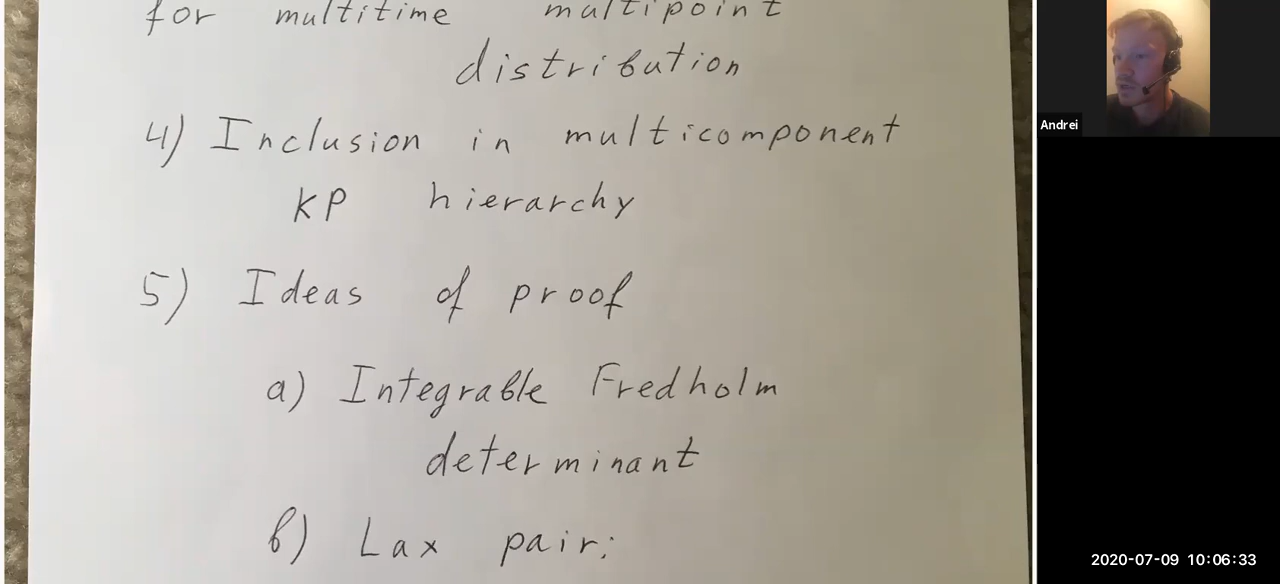 for multitime multipoint
distribution
4) Inclusion in multicomponent
KP hierarchy
5) Ideas of proof
a) Integrable Fredholm
determinant
b) Lax pair;
Andrei
2020-07-09 10:06:33